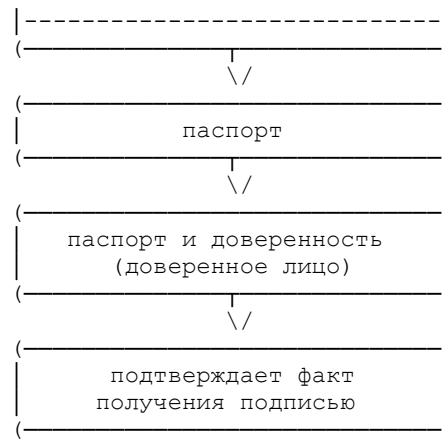 паспорт
паспорт и доверенность
(доверенное лицо)
подтверждает факт
получения подписью